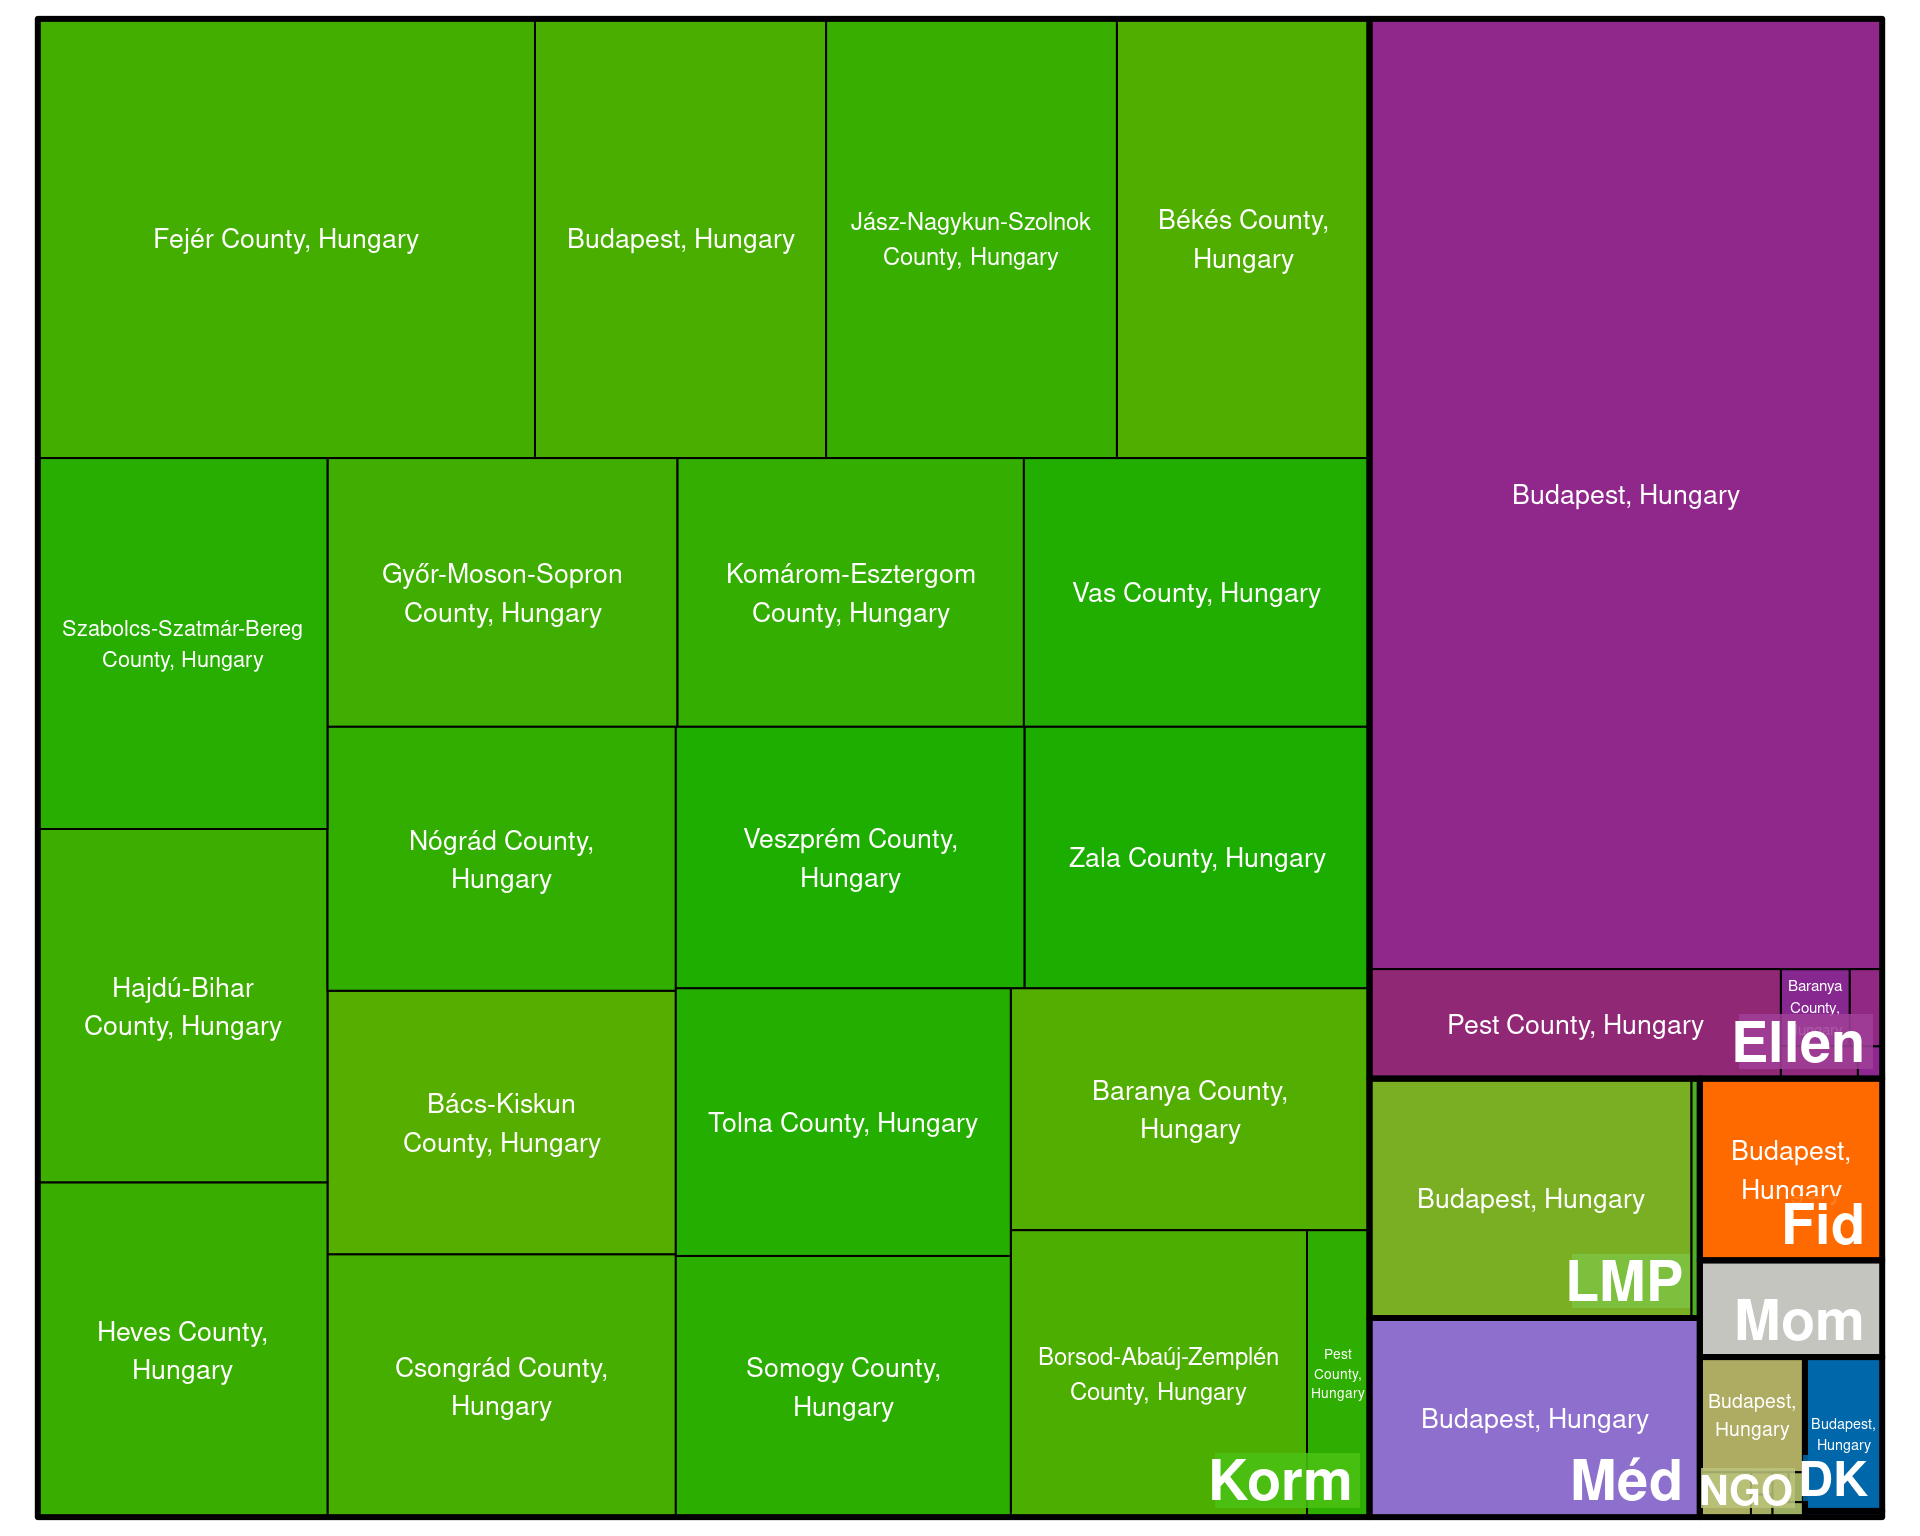 Fejér County, Hungary
Budapest, Hungary
Jász-Nagykun-Szolnok
County, Hungary
Békés County,
Hungary
Szabolcs-Szatmár-Bereg
County, Hungary
Győr-Moson-Sopron
County, Hungary
Komárom-Esztergom
County, Hungary
Vas County, Hungary
Nógrád County,
Hungary
Veszprém County,
Hungary
Zala County, Hungary
Hajdú-Bihar
County, Hungary
Bács-Kiskun
County, Hungary
Tolna County, Hungary
Baranya County,
Hungary
Heves County,
Hungary
Csongrád County,
Hungary
Somogy County,
Hungary
Borsod-Abaúj-Zemplén
County, Hungary
Pest
County,
Hungary
Korm
Budapest, Hungary
Pest County, Hungary
Baranya
County,
Hungary
Ellen
Budapest, Hungary
LMP
Budapest,
Hungary
Fid
Mom
Budapest, Hungary
Méd
Budapest,
Hungary
NGO
Budapest,
Hungary
DK